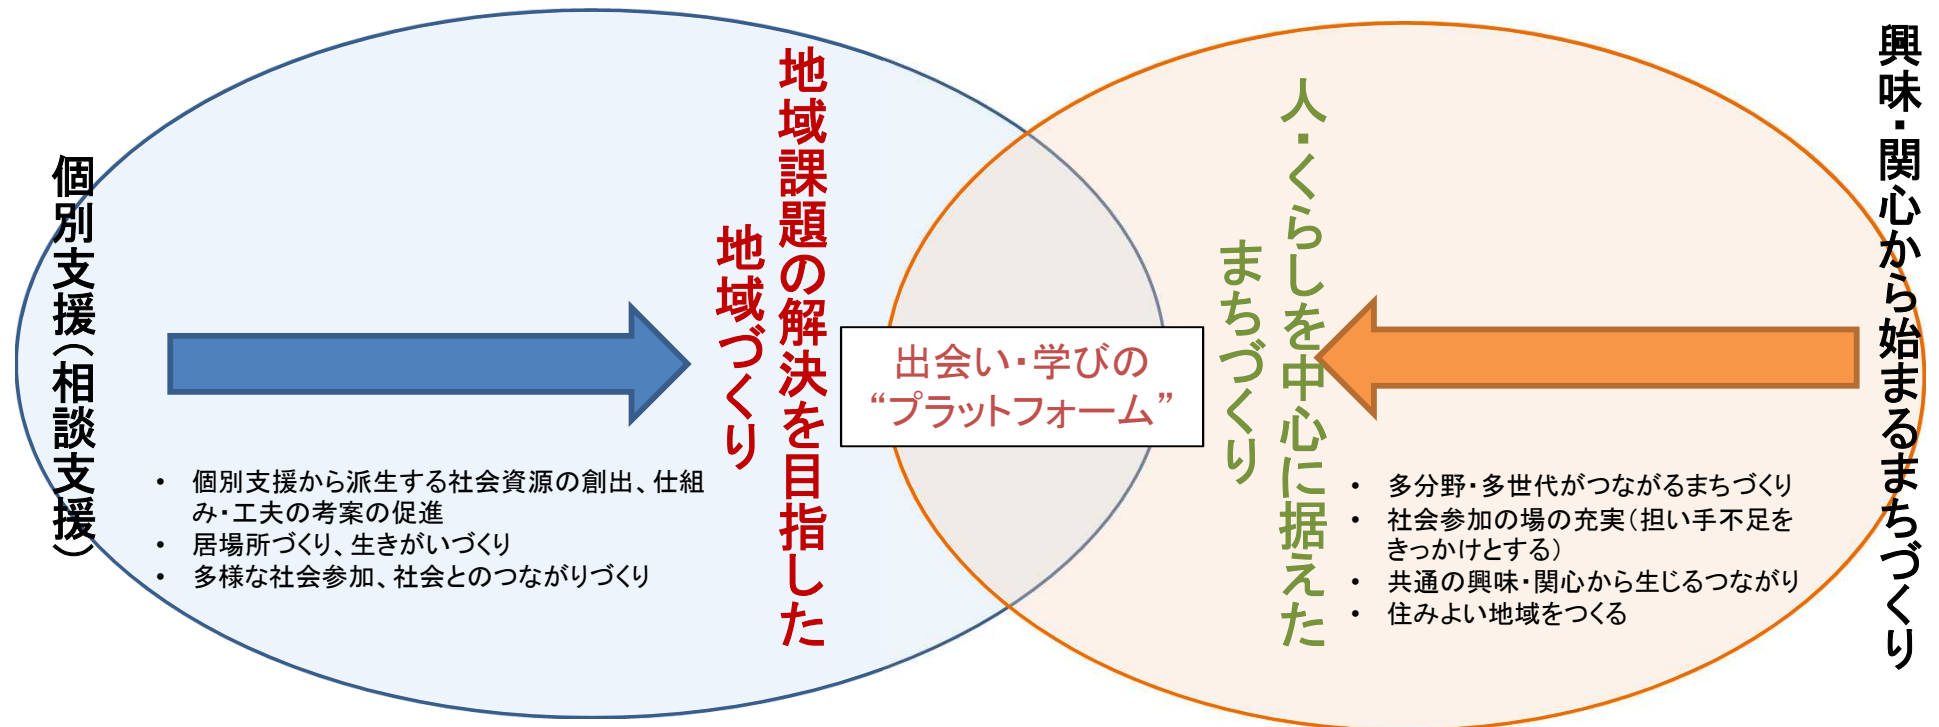 個別支援（相談支援）
地域課題の解決を目指した
地域づくり
• 個別支援から派生する社会資源の創出、仕組
み・工夫の考案の促進
• 居場所づくり、生きがいづくり
• 多様な社会参加、社会とのつながりづくり
出会い・学びの
“プラットフォーム”
人・くらしを中心に据えた
まちづくり
• 多分野・多世代がつながるまちづくり
• 社会参加の場の充実（担い手不足を
きっかけとする）
• 共通の興味・関心から生じるつながり
• 住みよい地域をつくる
興味・関心から始まるまちづくり